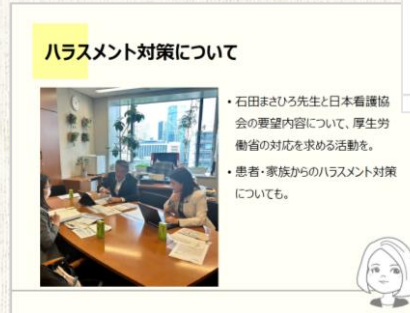 ハラスメント対策について
・石田まさひろ先生と日本看護協
会の要望内容について、厚生労
働省の対応を求める活動を。
・患者・家族からのハラスメント対策
についても。